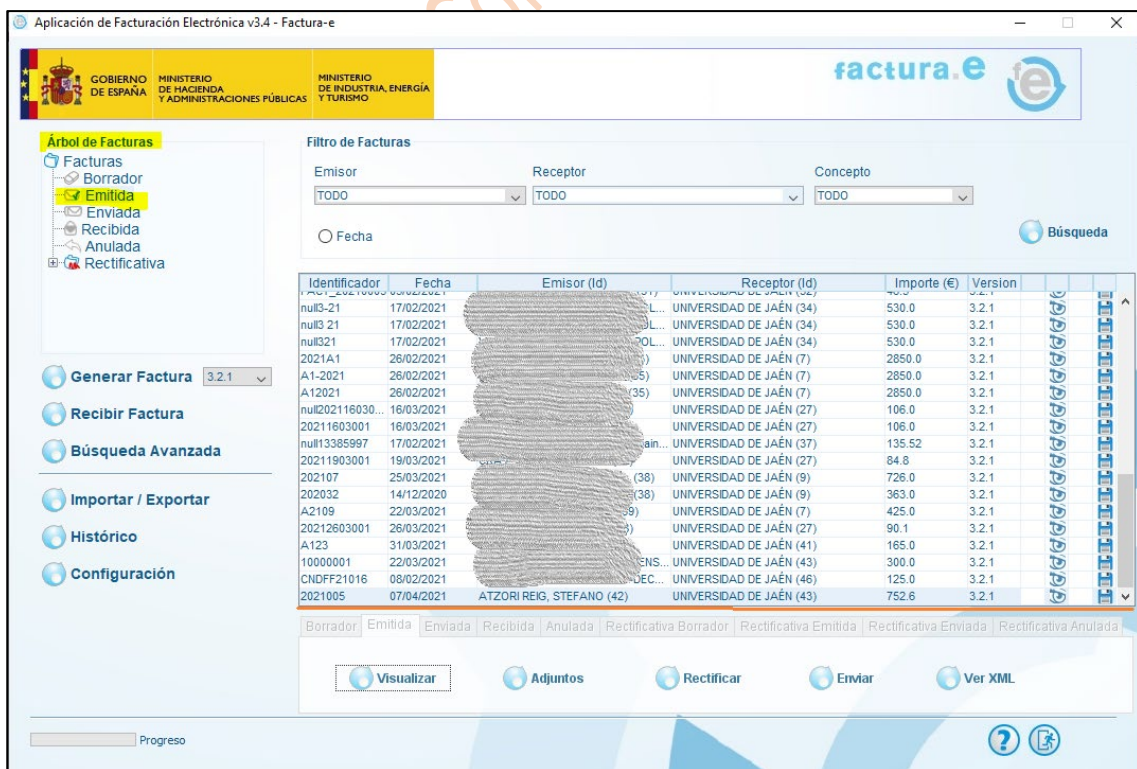 Aplicación de Facturación Electrónica v3.4 - Factura-e
GOBIERNO DE ESPAÑA
MINISTERIO DE HACIENDA Y ADMINISTRACIONES PÚBLICAS
MINISTERIO DE INDUSTRIA, ENERGÍA Y TURISMO
factura.e
Árbol de Facturas
Facturas
Borrador
Emitida
Enviada
Recibida
Anulada
Rectificativa
Generar Factura 3.2.1
Recibir Factura
Búsqueda Avanzada
Importar / Exportar
Histórico
Configuración
Filtro de Facturas
Emisor Receptor Concepto
TODO TODO TODO
Fecha
Búsqueda
Identificador Fecha Emisor (Id) Receptor (Id) Importe (€) Version
null3-21 17/02/2021 L... UNIVERSIDAD DE JAÉN (34) 530.0 3.2.1
null3 21 17/02/2021 UNIVERSIDAD DE JAÉN (34) 530.0 3.2.1
null321 17/02/2021 POL... UNIVERSIDAD DE JAÉN (34) 530.0 3.2.1
2021A1 26/02/2021 UNIVERSIDAD DE JAÉN (7) 2850.0 3.2.1
A1-2021 26/02/2021 UNIVERSIDAD DE JAÉN (7) 2850.0 3.2.1
A12021 26/02/2021 (35) UNIVERSIDAD DE JAÉN (7) 2850.0 3.2.1
null202116030... 16/03/2021 UNIVERSIDAD DE JAÉN (27) 106.0 3.2.1
20211603001 16/03/2021 UNIVERSIDAD DE JAÉN (27) 106.0 3.2.1
null13385997 17/02/2021 ain... UNIVERSIDAD DE JAÉN (37) 135.52 3.2.1
20211903001 19/03/2021 UNIVERSIDAD DE JAÉN (27) 84.8 3.2.1
202107 25/03/2021 (38) UNIVERSIDAD DE JAÉN (9) 726.0 3.2.1
202032 14/12/2020 (38) UNIVERSIDAD DE JAÉN (9) 363.0 3.2.1
A2109 22/03/2021 UNIVERSIDAD DE JAÉN (7) 425.0 3.2.1
20212603001 26/03/2021 UNIVERSIDAD DE JAÉN (27) 90.1 3.2.1
A123 31/03/2021 UNIVERSIDAD DE JAÉN (41) 165.0 3.2.1
10000001 22/03/2021 ENS... UNIVERSIDAD DE JAÉN (43) 300.0 3.2.1
CNDFF21016 08/02/2021 DEC... UNIVERSIDAD DE JAÉN (46) 125.0 3.2.1
2021005 07/04/2021 ATZORI REIG, STEFANO (42) UNIVERSIDAD DE JAÉN (43) 752.6 3.2.1
Borrador Emitida Enviada Recibida Anulada Rectificativa Borrador Rectificativa Emitida Rectificativa Enviada Rectificativa Anulada
Visualizar Adjuntos Rectificar Enviar Ver XML
Progreso